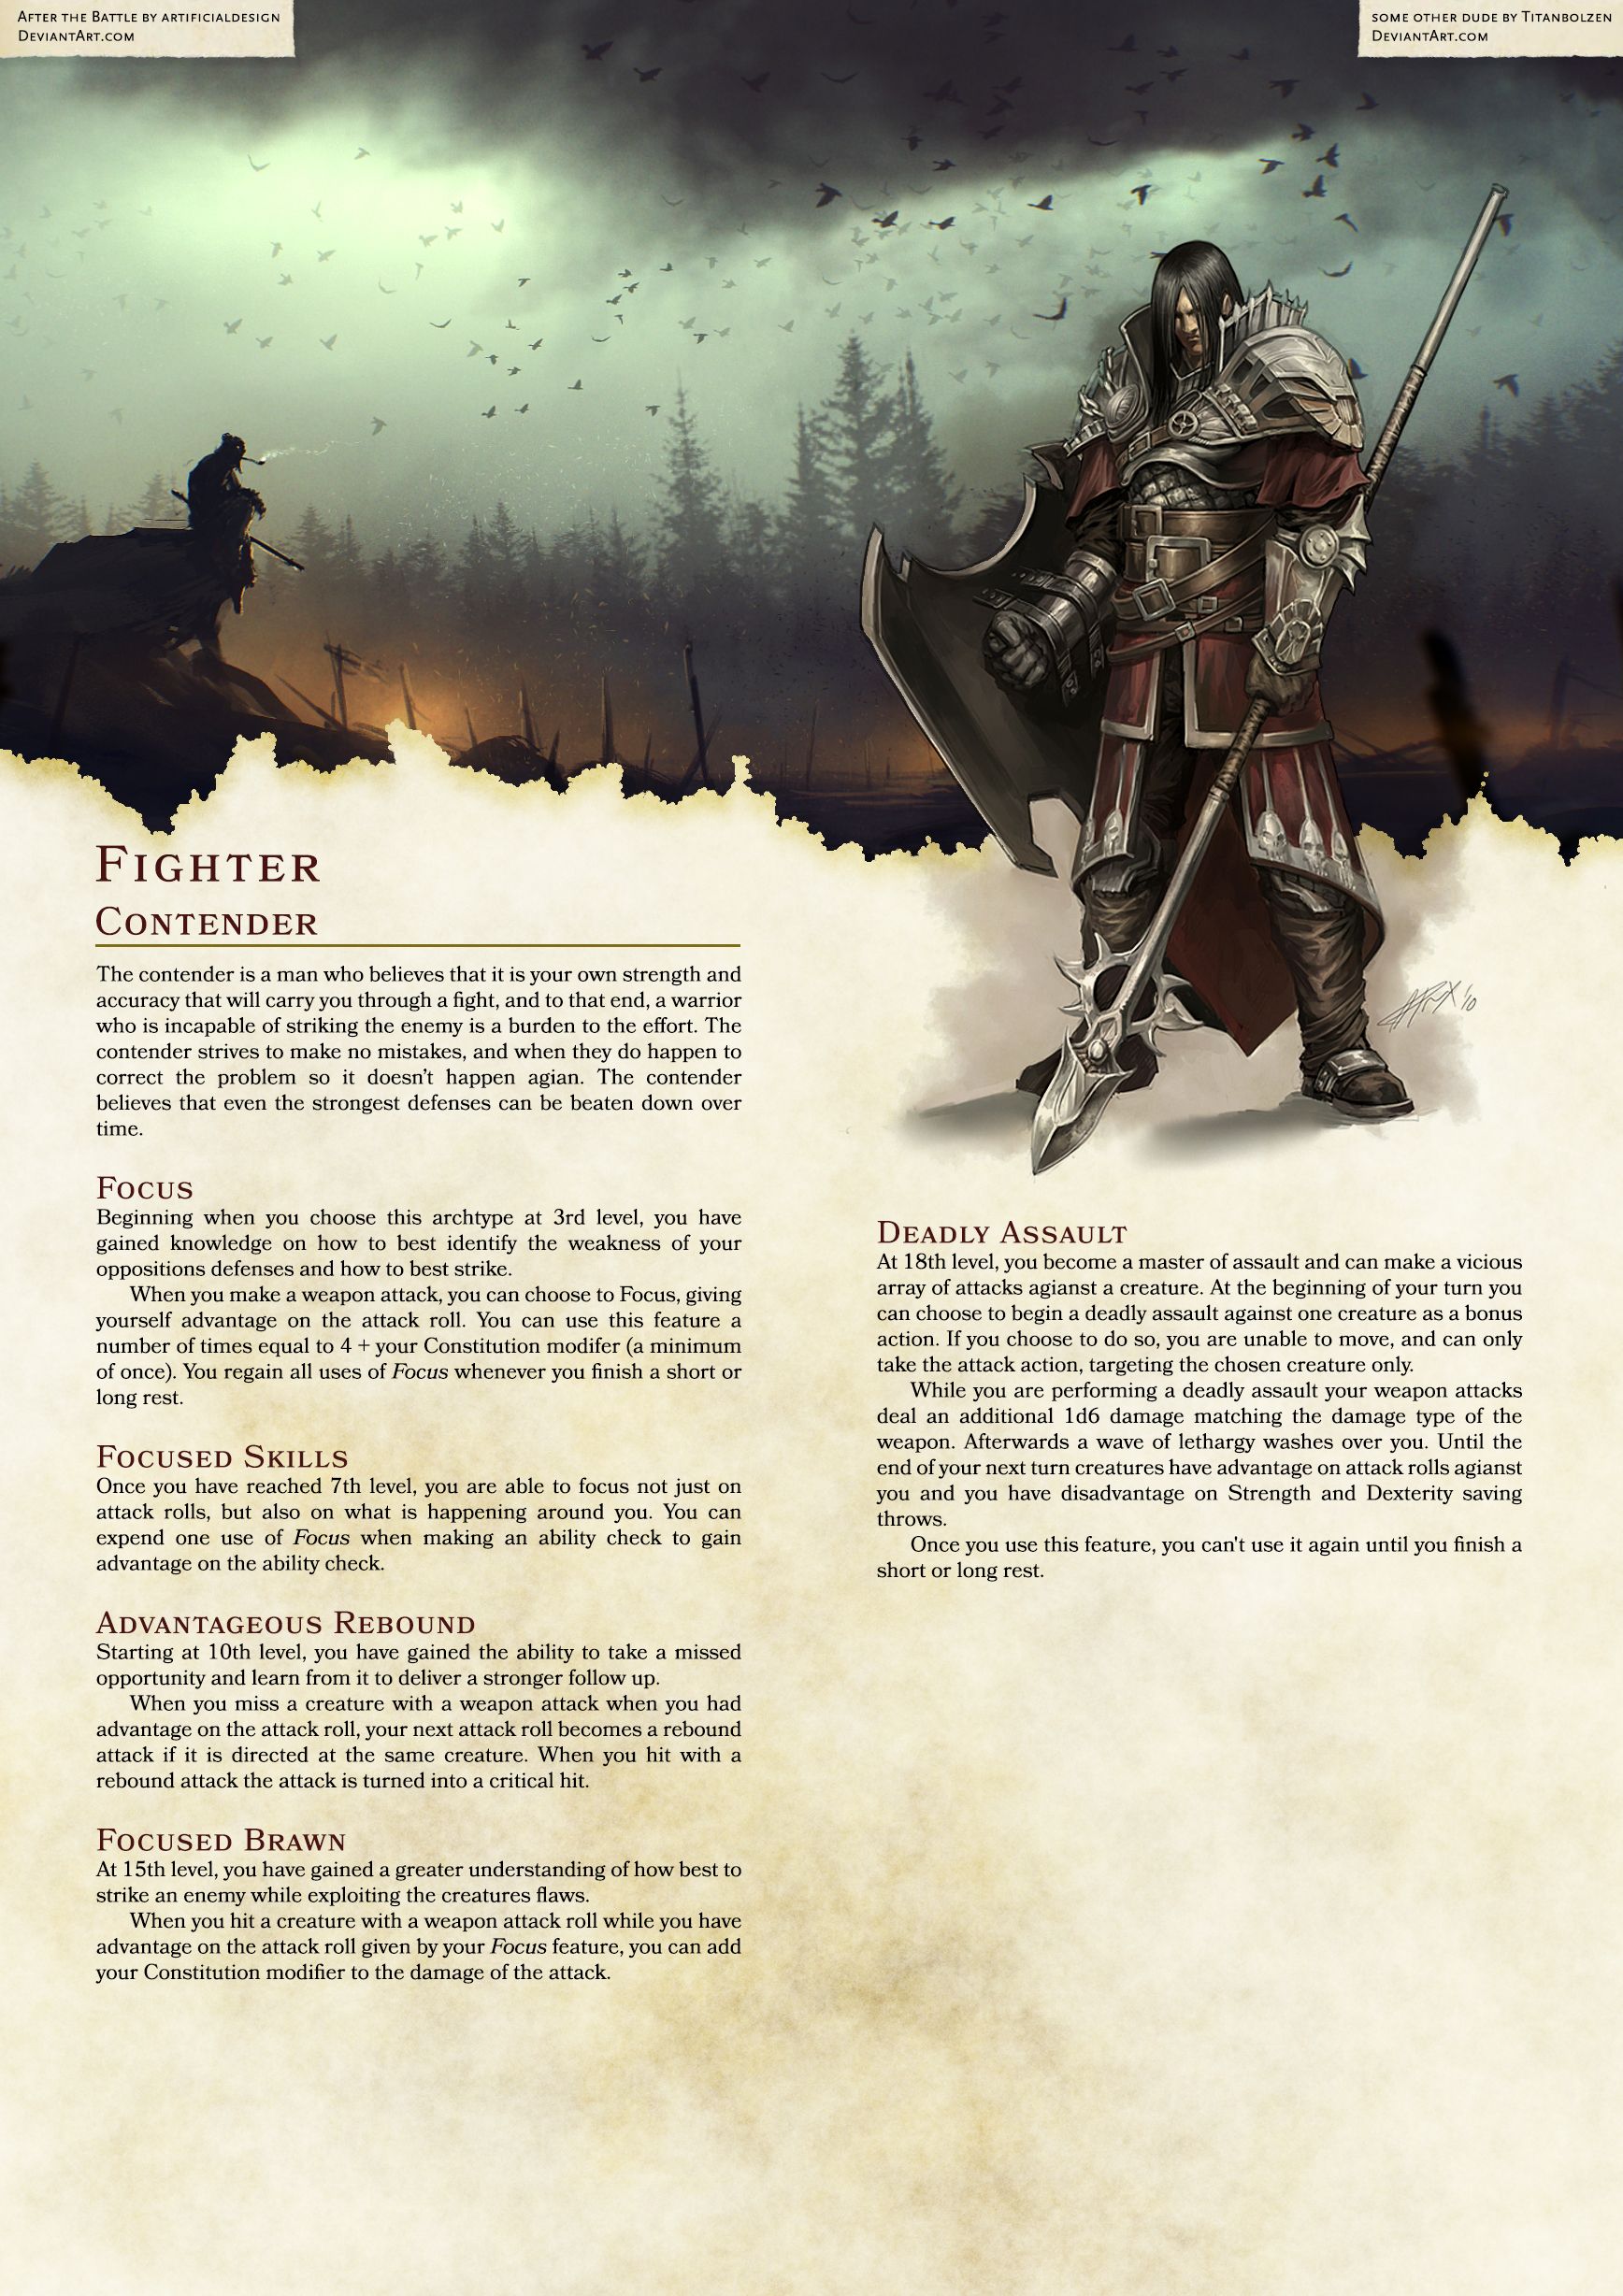 After the Battle by artificialdesign
DeviantArt.com
some other dude by Titanbolzen
DeviantArt.com
Fighter
Contender
The contender is a man who believes that it is your own strength and
accuracy that will carry you through a fight, and to that end, a warrior
who is incapable of striking the enemy is a burden to the effort. The
contender strives to make no mistakes, and when they do happen to
correct the problem so it doesn't happen agian. The contender
believes that even the strongest defenses can be beaten down over
time.
Focus
Beginning when you choose this archtype at 3rd level, you have
gained knowledge on how to best identify the weakness of your
oppositions defenses and how to best strike.
When you make a weapon attack, you can choose to Focus, giving
yourself advantage on the attack roll. You can use this feature a
number of times equal to 4 + your Constitution modifer (a minimum
of once). You regain all uses of Focus whenever you finish a short or
long rest.
Focused Skills
Once you have reached 7th level, you are able to focus not just on
attack rolls, but also on what is happening around you. You can
expend one use of Focus when making an ability check to gain
advantage on the ability check.
Advantageous Rebound
Starting at 10th level, you have gained the ability to take a missed
opportunity and learn from it to deliver a stronger follow up.
When you miss a creature with a weapon attack when you had
advantage on the attack roll, your next attack roll becomes a rebound
attack if it is directed at the same creature. When you hit with a
rebound attack the attack is turned into a critical hit.
Focused Brawn
At 15th level, you have gained a greater understanding of how best to
strike an enemy while exploiting the creatures flaws.
When you hit a creature with a weapon attack roll while you have
advantage on the attack roll given by your Focus feature, you can add
your Constitution modifier to the damage of the attack.
Deadly Assault
At 18th level, you become a master of assault and can make a vicious
array of attacks agianst a creature. At the beginning of your turn you
can choose to begin a deadly assault against one creature as a bonus
action. If you choose to do so, you are unable to move, and can only
take the attack action, targeting the chosen creature only.
While you are performing a deadly assault your weapon attacks
deal an additional 1d6 damage matching the damage type of the
weapon. Afterwards a wave of lethargy washes over you. Until the
end of your next turn creatures have advantage on attack rolls agianst
you and you have disadvantage on Strength and Dexterity saving
throws.
Once you use this feature, you can't use it again until you finish a
short or long rest.